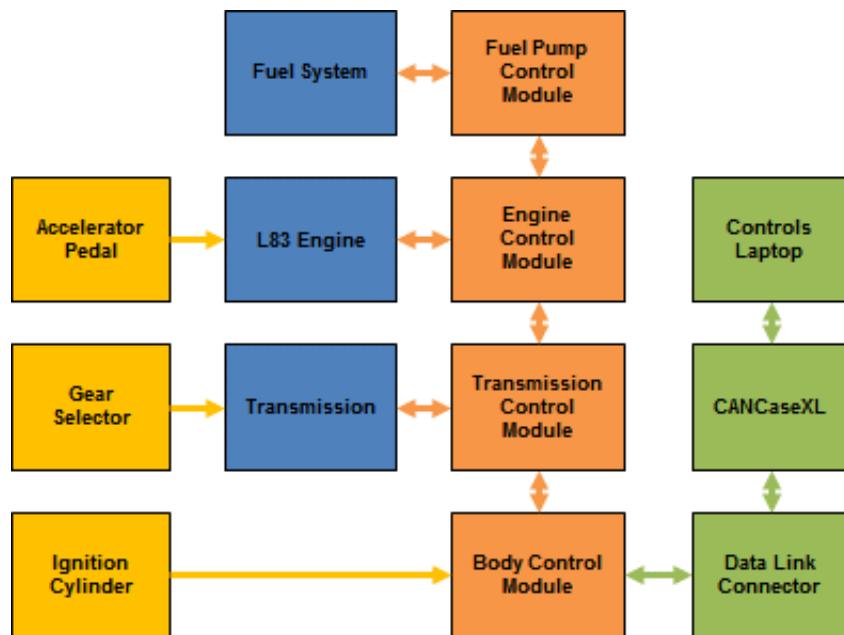 Fuel System
Fuel Pump
Control
Module
Accelerator
Pedal
L83 Engine
Engine
Control
Module
Controls
Laptop
Gear
Selector
Transmission
Transmission
Control
Module
CANCaseXL
Ignition
Cylinder
Body Control
Module
Data Link
Connector